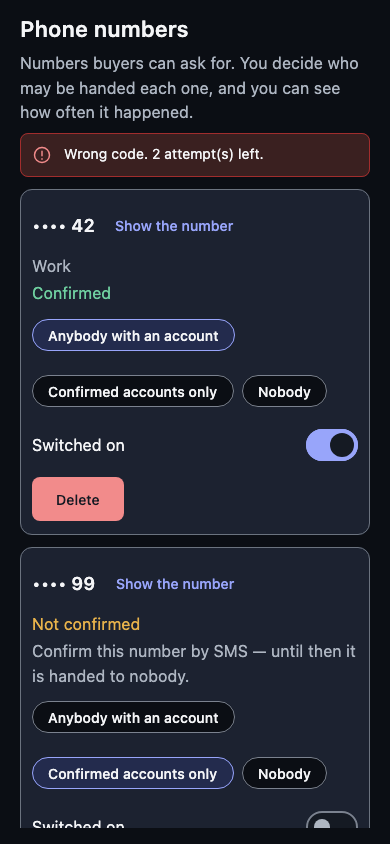 Phone numbers
Numbers buyers can ask for. You decide who
may be handed each one, and you can see
how often it happened.
Wrong code. 2 attempt(s) left.
•••• 42 Show the number
Work
Confirmed
Anybody with an account
Confirmed accounts only Nobody
Switched on
Delete
•••• 99 Show the number
Not confirmed
Confirm this number by SMS — until then it
is handed to nobody.
Anybody with an account
Confirmed accounts only Nobody
Switched on